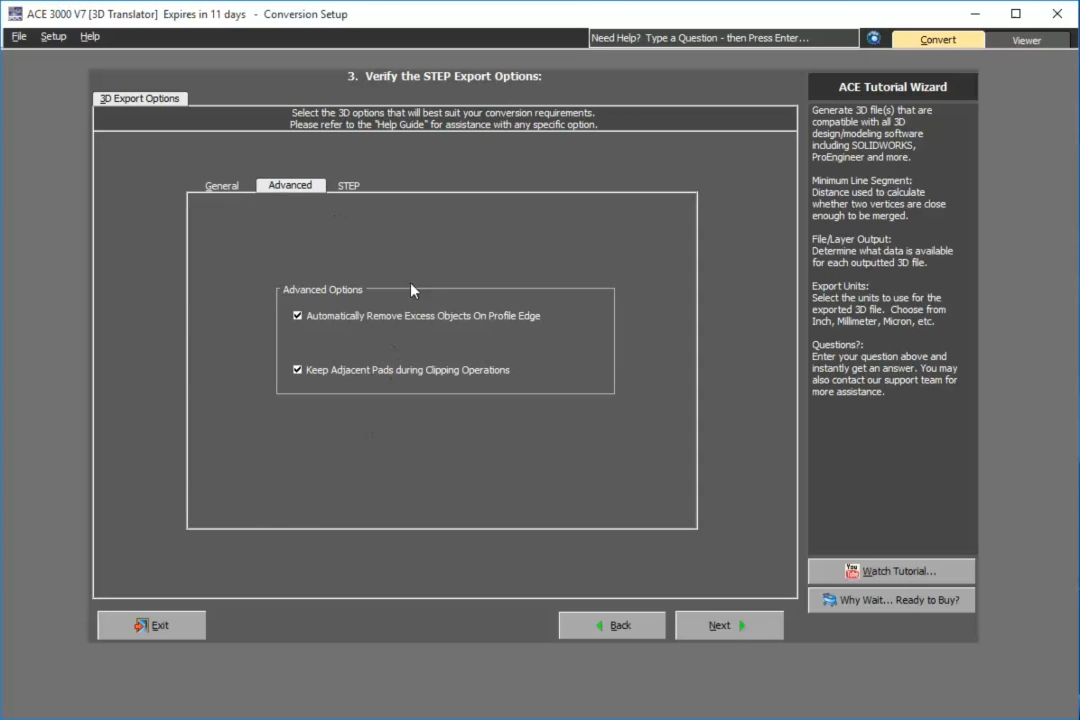 ACE 3000 V7 [3D Translator] Expires in 11 days - Conversion Setup
File Setup Help
Need Help? Type a Question - then Press Enter...
Convert
Viewer
3. Verify the STEP Export Options:
3D Export Options
Select the 3D options that will best suit your conversion requirements.
Please refer to the "Help Guide" for assistance with any specific option.
General Advanced STEP
Advanced Options
Automatically Remove Excess Objects On Profile Edge
Keep Adjacent Pads during Clipping Operations
Exit
Back
Next
ACE Tutorial Wizard
Generate 3D file(s) that are
compatible with all 3D
design/modeling software
including SOLIDWORKS,
ProEngineer and more.
Minimum Line Segment:
Distance used to calculate
whether two vertices are close
enough to be merged.
File/Layer Output:
Determine what data is available
for each outputted 3D file.
Export Units:
Select the units to use for the
exported 3D file. Choose from
Inch, Millimeter, Micron, etc.
Questions?:
Enter your question above and
instantly get an answer. You may
also contact our support team for
more assistance.
You Tube Watch Tutorial...
Why Wait... Ready to Buy?